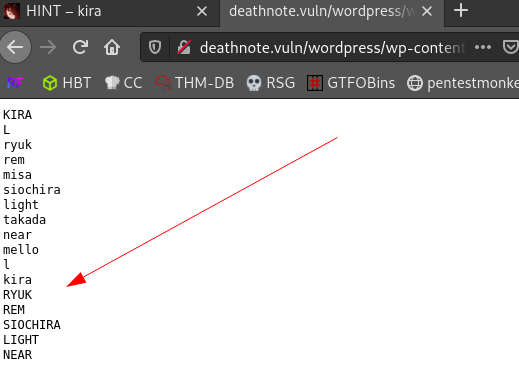 HINT – kira
deathnote.vuln/wordpress/w
deathnote.vuln/wordpress/wp-content
HBT
CC
THM-DB
RSG
GTFOBins
pentestmonke
KIRA
L
ryuk
rem
misa
siochira
light
takada
near
mello
l
kira
RYUK
REM
SIOCHIRA
LIGHT
NEAR